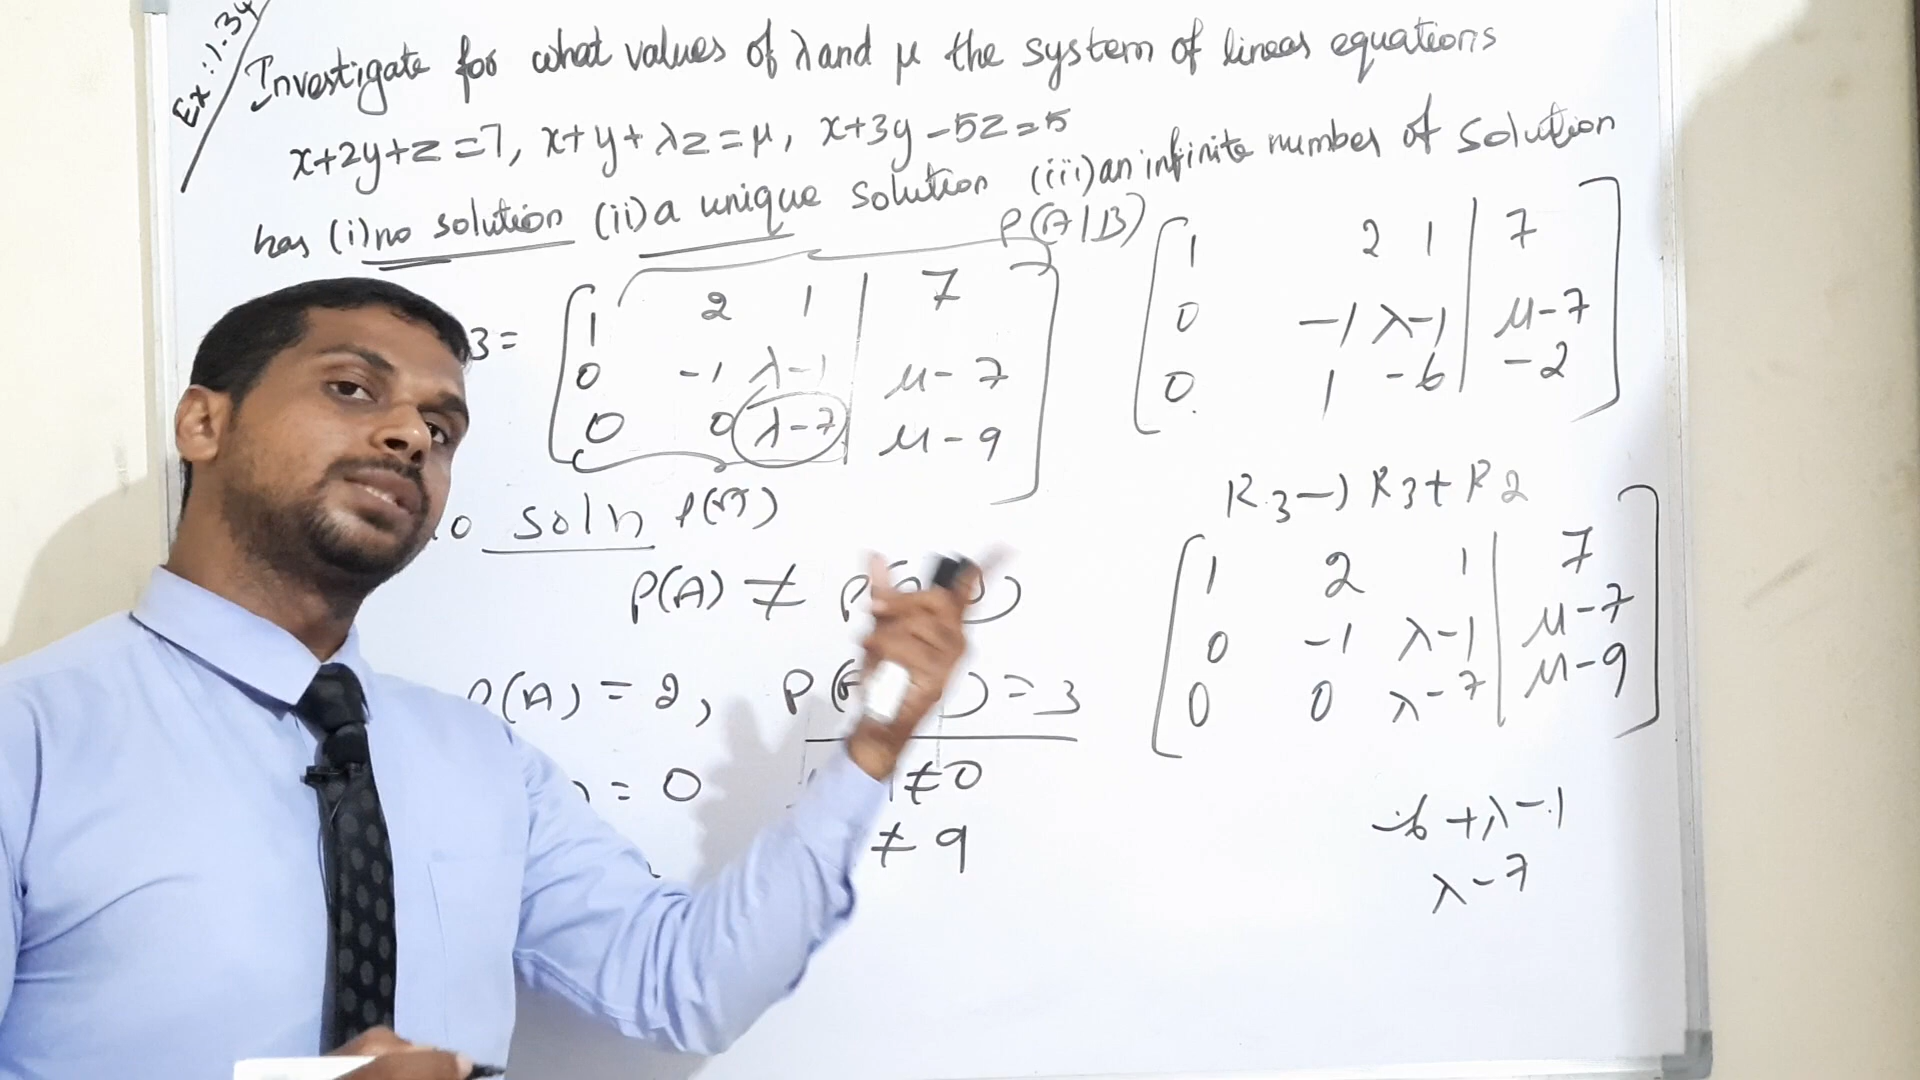 Ex:1.34
Investigate for what values of λ and μ the system of linear equations
x+2y+z=7, x+y+λz=μ, x+3y-5z=5
has (i) no solution (ii) a unique solution (iii) an infinite number of solution
3= [1 2 1 | 7]
[0 -1 λ-1 | μ-7]
[0 0 λ-7 | μ-9]
soln
ρ(A) ≠
ρ(A) = 2, ) = 3
= 0 ≠ 0
≠ 9
ρ(A|B) [1 2 1 | 7]
[0 -1 λ-1 | μ-7]
[0 1 -6 | -2]
R3→R3+R2
[1 2 1 | 7]
[0 -1 λ-1 | μ-7]
[0 0 λ-7 | μ-9]
-6+λ-1
λ-7